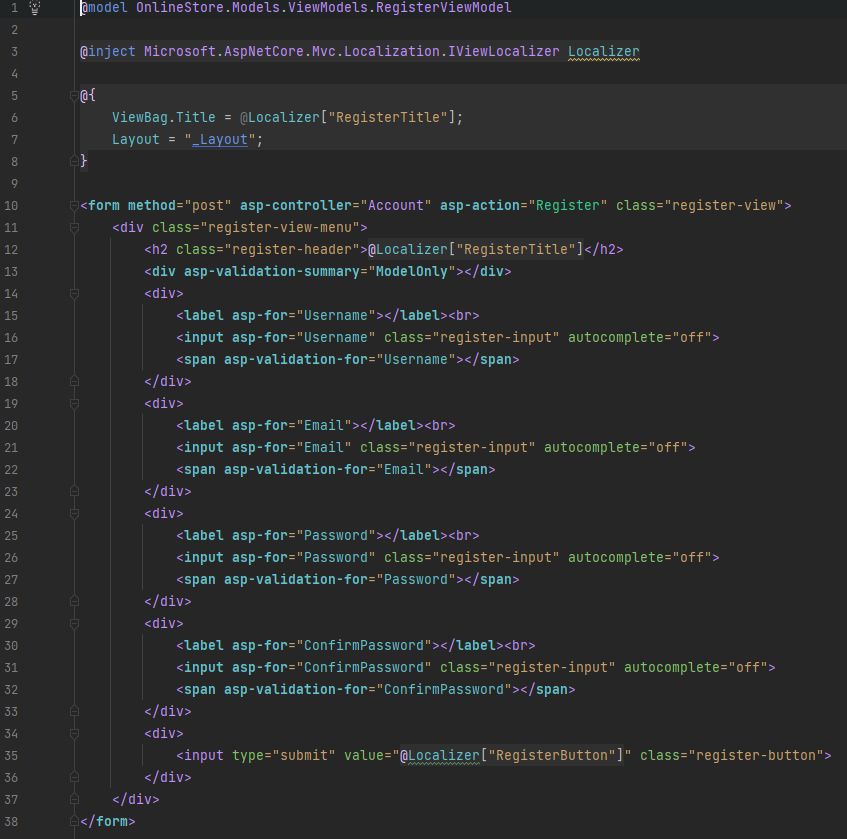 1 @model OnlineStore.Models.ViewModels.RegisterViewModel
2
3 @inject Microsoft.AspNetCore.Mvc.Localization.IViewLocalizer Localizer
4
5 @{
6     ViewBag.Title = @Localizer["RegisterTitle"];
7     Layout = "_Layout";
8 }
9
10 <form method="post" asp-controller="Account" asp-action="Register" class="register-view">
11     <div class="register-view-menu">
12         <h2 class="register-header">@Localizer["RegisterTitle"]</h2>
13         <div asp-validation-summary="ModelOnly"></div>
14         <div>
15             <label asp-for="Username"></label><br>
16             <input asp-for="Username" class="register-input" autocomplete="off">
17             <span asp-validation-for="Username"></span>
18         </div>
19         <div>
20             <label asp-for="Email"></label><br>
21             <input asp-for="Email" class="register-input" autocomplete="off">
22             <span asp-validation-for="Email"></span>
23         </div>
24         <div>
25             <label asp-for="Password"></label><br>
26             <input asp-for="Password" class="register-input" autocomplete="off">
27             <span asp-validation-for="Password"></span>
28         </div>
29         <div>
30             <label asp-for="ConfirmPassword"></label><br>
31             <input asp-for="ConfirmPassword" class="register-input" autocomplete="off">
32             <span asp-validation-for="ConfirmPassword"></span>
33         </div>
34         <div>
35             <input type="submit" value="@Localizer["RegisterButton"]" class="register-button">
36         </div>
37     </div>
38 </form>